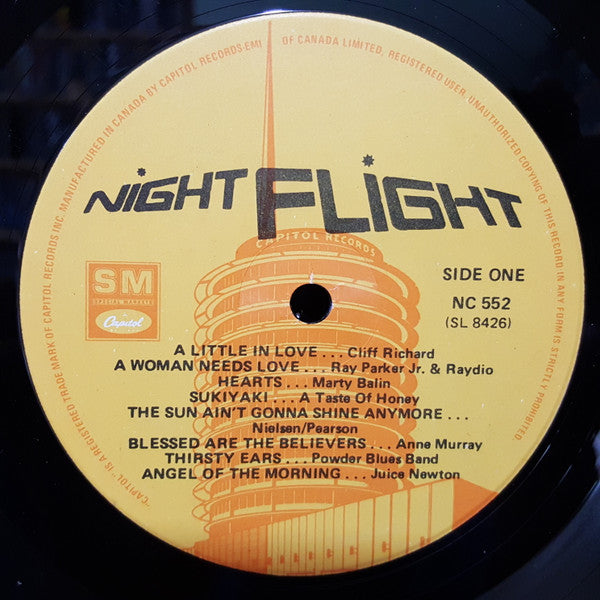 MANUFACTURED IN CANADA BY CAPITOL RECORDS-EMI OF CANADA LIMITED, REGISTERED USER. UNAUTHORIZED COPYING OF THIS RECORD IN ANY FORM IS STRICTLY PROHIBITED
NIGHT FLIGHT
CAPITOL RECORDS
SM
SPECIAL MARKETS
Capitol
SIDE ONE
NC 552
(SL 8426)
A LITTLE IN LOVE . . . Cliff Richard
A WOMAN NEEDS LOVE . . . Ray Parker Jr. & Raydio
HEARTS . . . Marty Balin
SUKIYAKI . . . A Taste Of Honey
THE SUN AIN'T GONNA SHINE ANYMORE . . .
Nielsen/Pearson
BLESSED ARE THE BELIEVERS . . . Anne Murray
THIRSTY EARS . . . Powder Blues Band
ANGEL OF THE MORNING . . . Juice Newton
"CAPITOL" IS A REGISTERED TRADE MARK OF CAPITOL RECORDS INC.